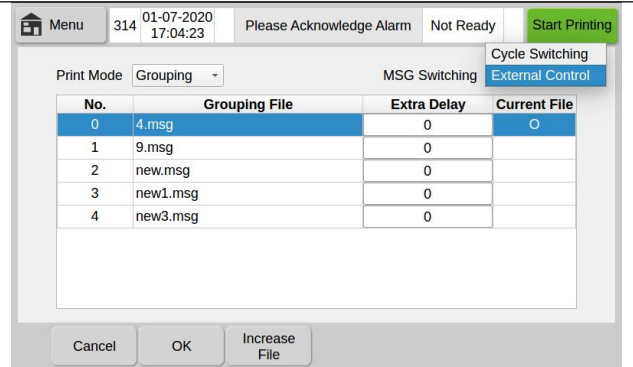 Menu
314
01-07-2020
17:04:23
Please Acknowledge Alarm
Not Ready
Start Printing
Cycle Switching
Print Mode Grouping MSG Switching External Control
No. Grouping File Extra Delay Current File
0 4.msg 0 O
1 9.msg 0
2 new.msg 0
3 new1.msg 0
4 new3.msg 0
Cancel
OK
Increase
File